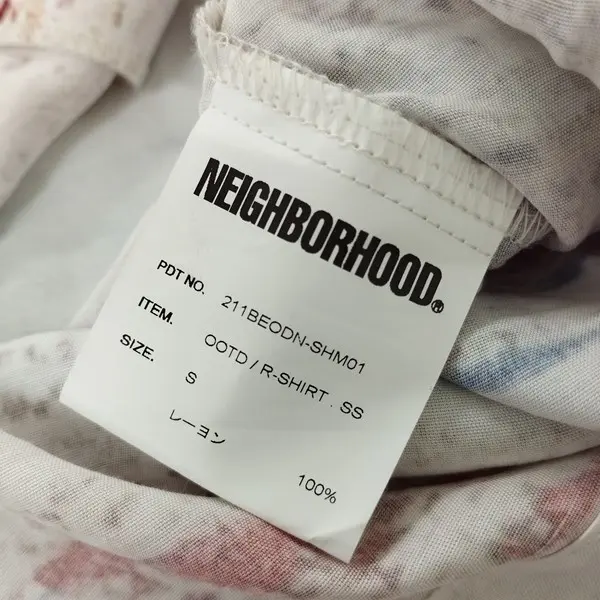 NEIGHBORHOOD®
PDT NO. 211BEODN-SHM01
ITEM. OOTD / R-SHIRT . SS
SIZE. S
レーヨン 100%